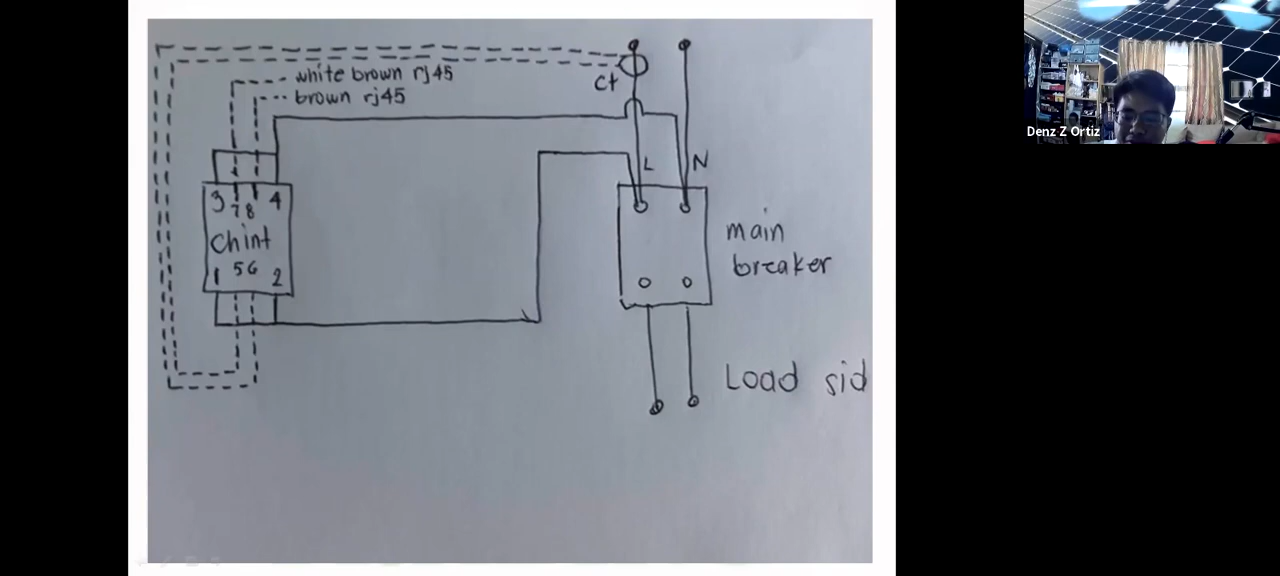 white brown rj45
brown rj45
ct
L
N
3 7 8 4
Chint
1 5 6 2
main
breaker
Load sid
Denz Z Ortiz